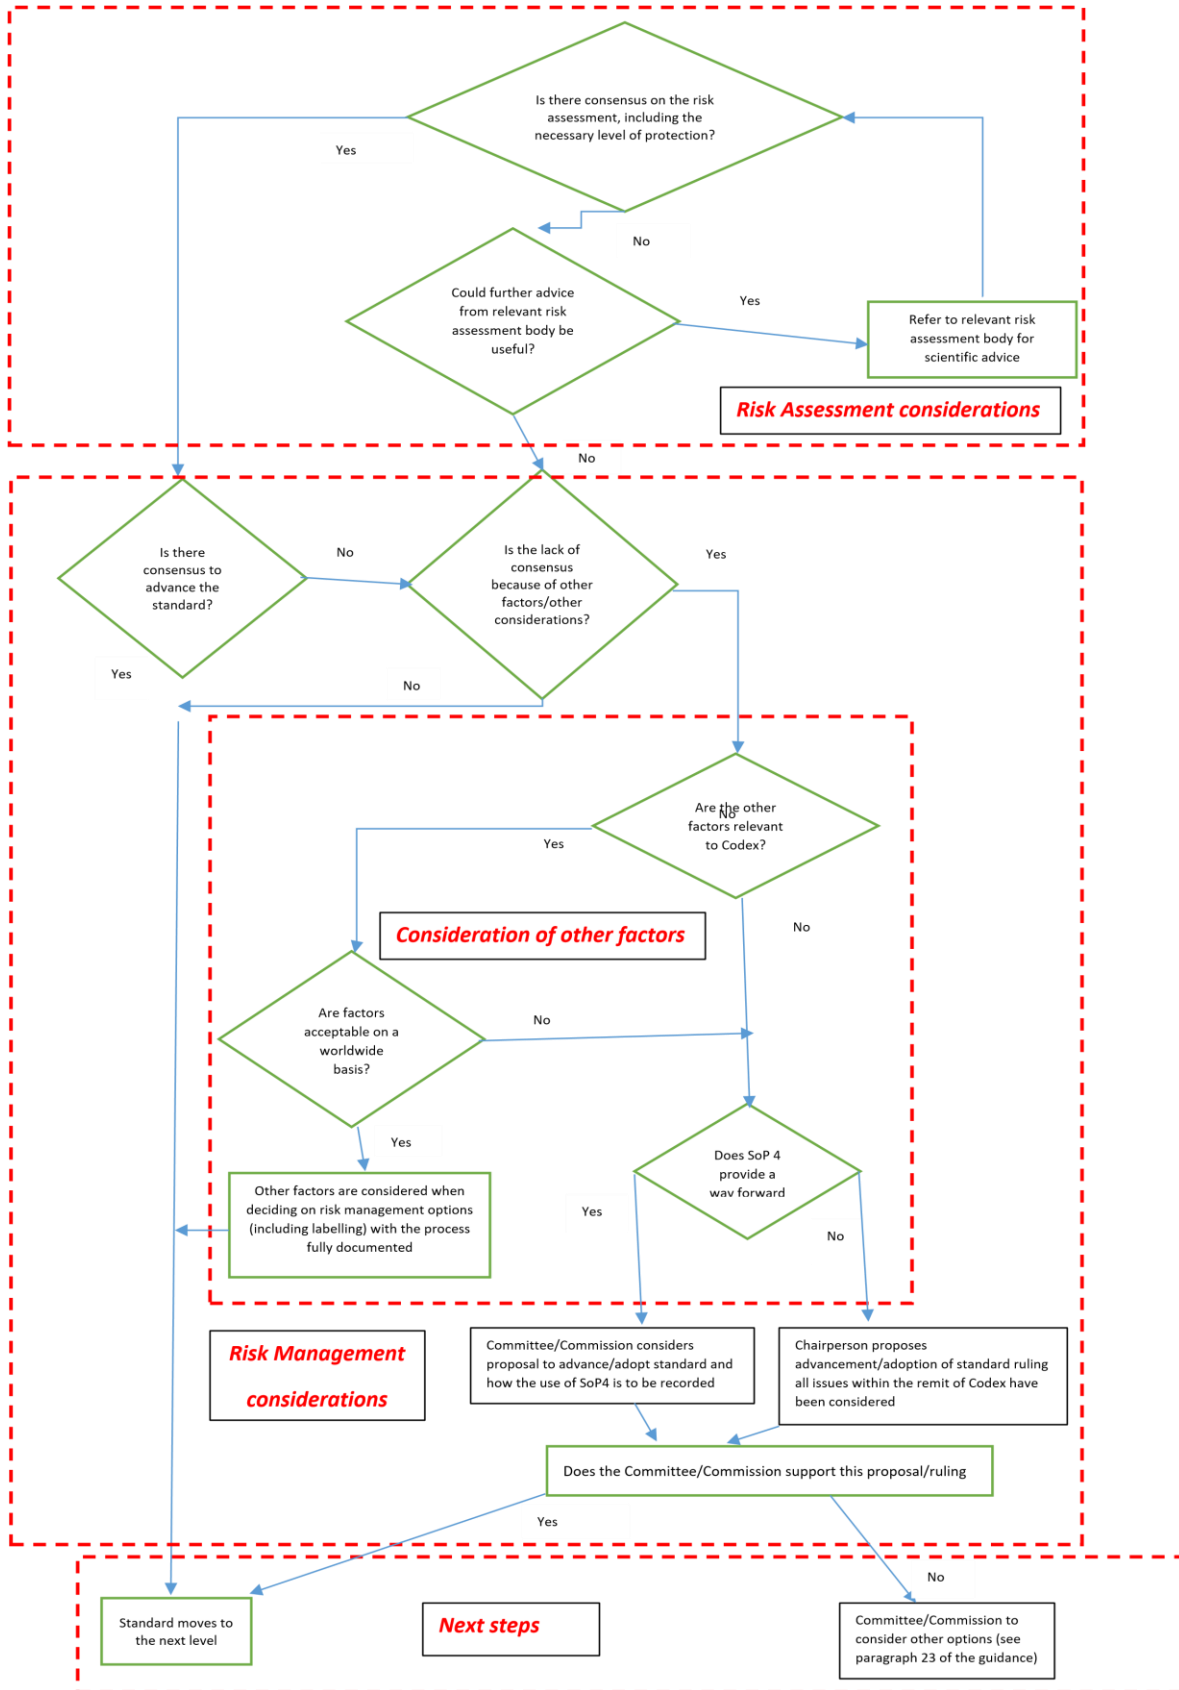 Is there consensus on the risk
assessment, including the
necessary level of protection?
Yes
No
Could further advice
from relevant risk
assessment body be
useful?
Yes
Refer to relevant risk
assessment body for
scientific advice
Risk Assessment considerations
No
Is there
consensus to
advance the
standard?
No
Is the lack of
consensus
because of other
factors/other
considerations?
Yes
Yes
No
Are the other
No
factors relevant
to Codex?
Yes
No
Consideration of other factors
Are factors
acceptable on a
worldwide
basis?
No
Yes
Does SoP 4
provide a
way forward
Yes
No
Other factors are considered when
deciding on risk management options
(including labelling) with the process
fully documented
Risk Management
considerations
Committee/Commission considers
proposal to advance/adopt standard and
how the use of SoP4 is to be recorded
Chairperson proposes
advancement/adoption of standard ruling
all issues within the remit of Codex have
been considered
Does the Committee/Commission support this proposal/ruling
Yes
No
Standard moves to
the next level
Next steps
Committee/Commission to
consider other options (see
paragraph 23 of the guidance)